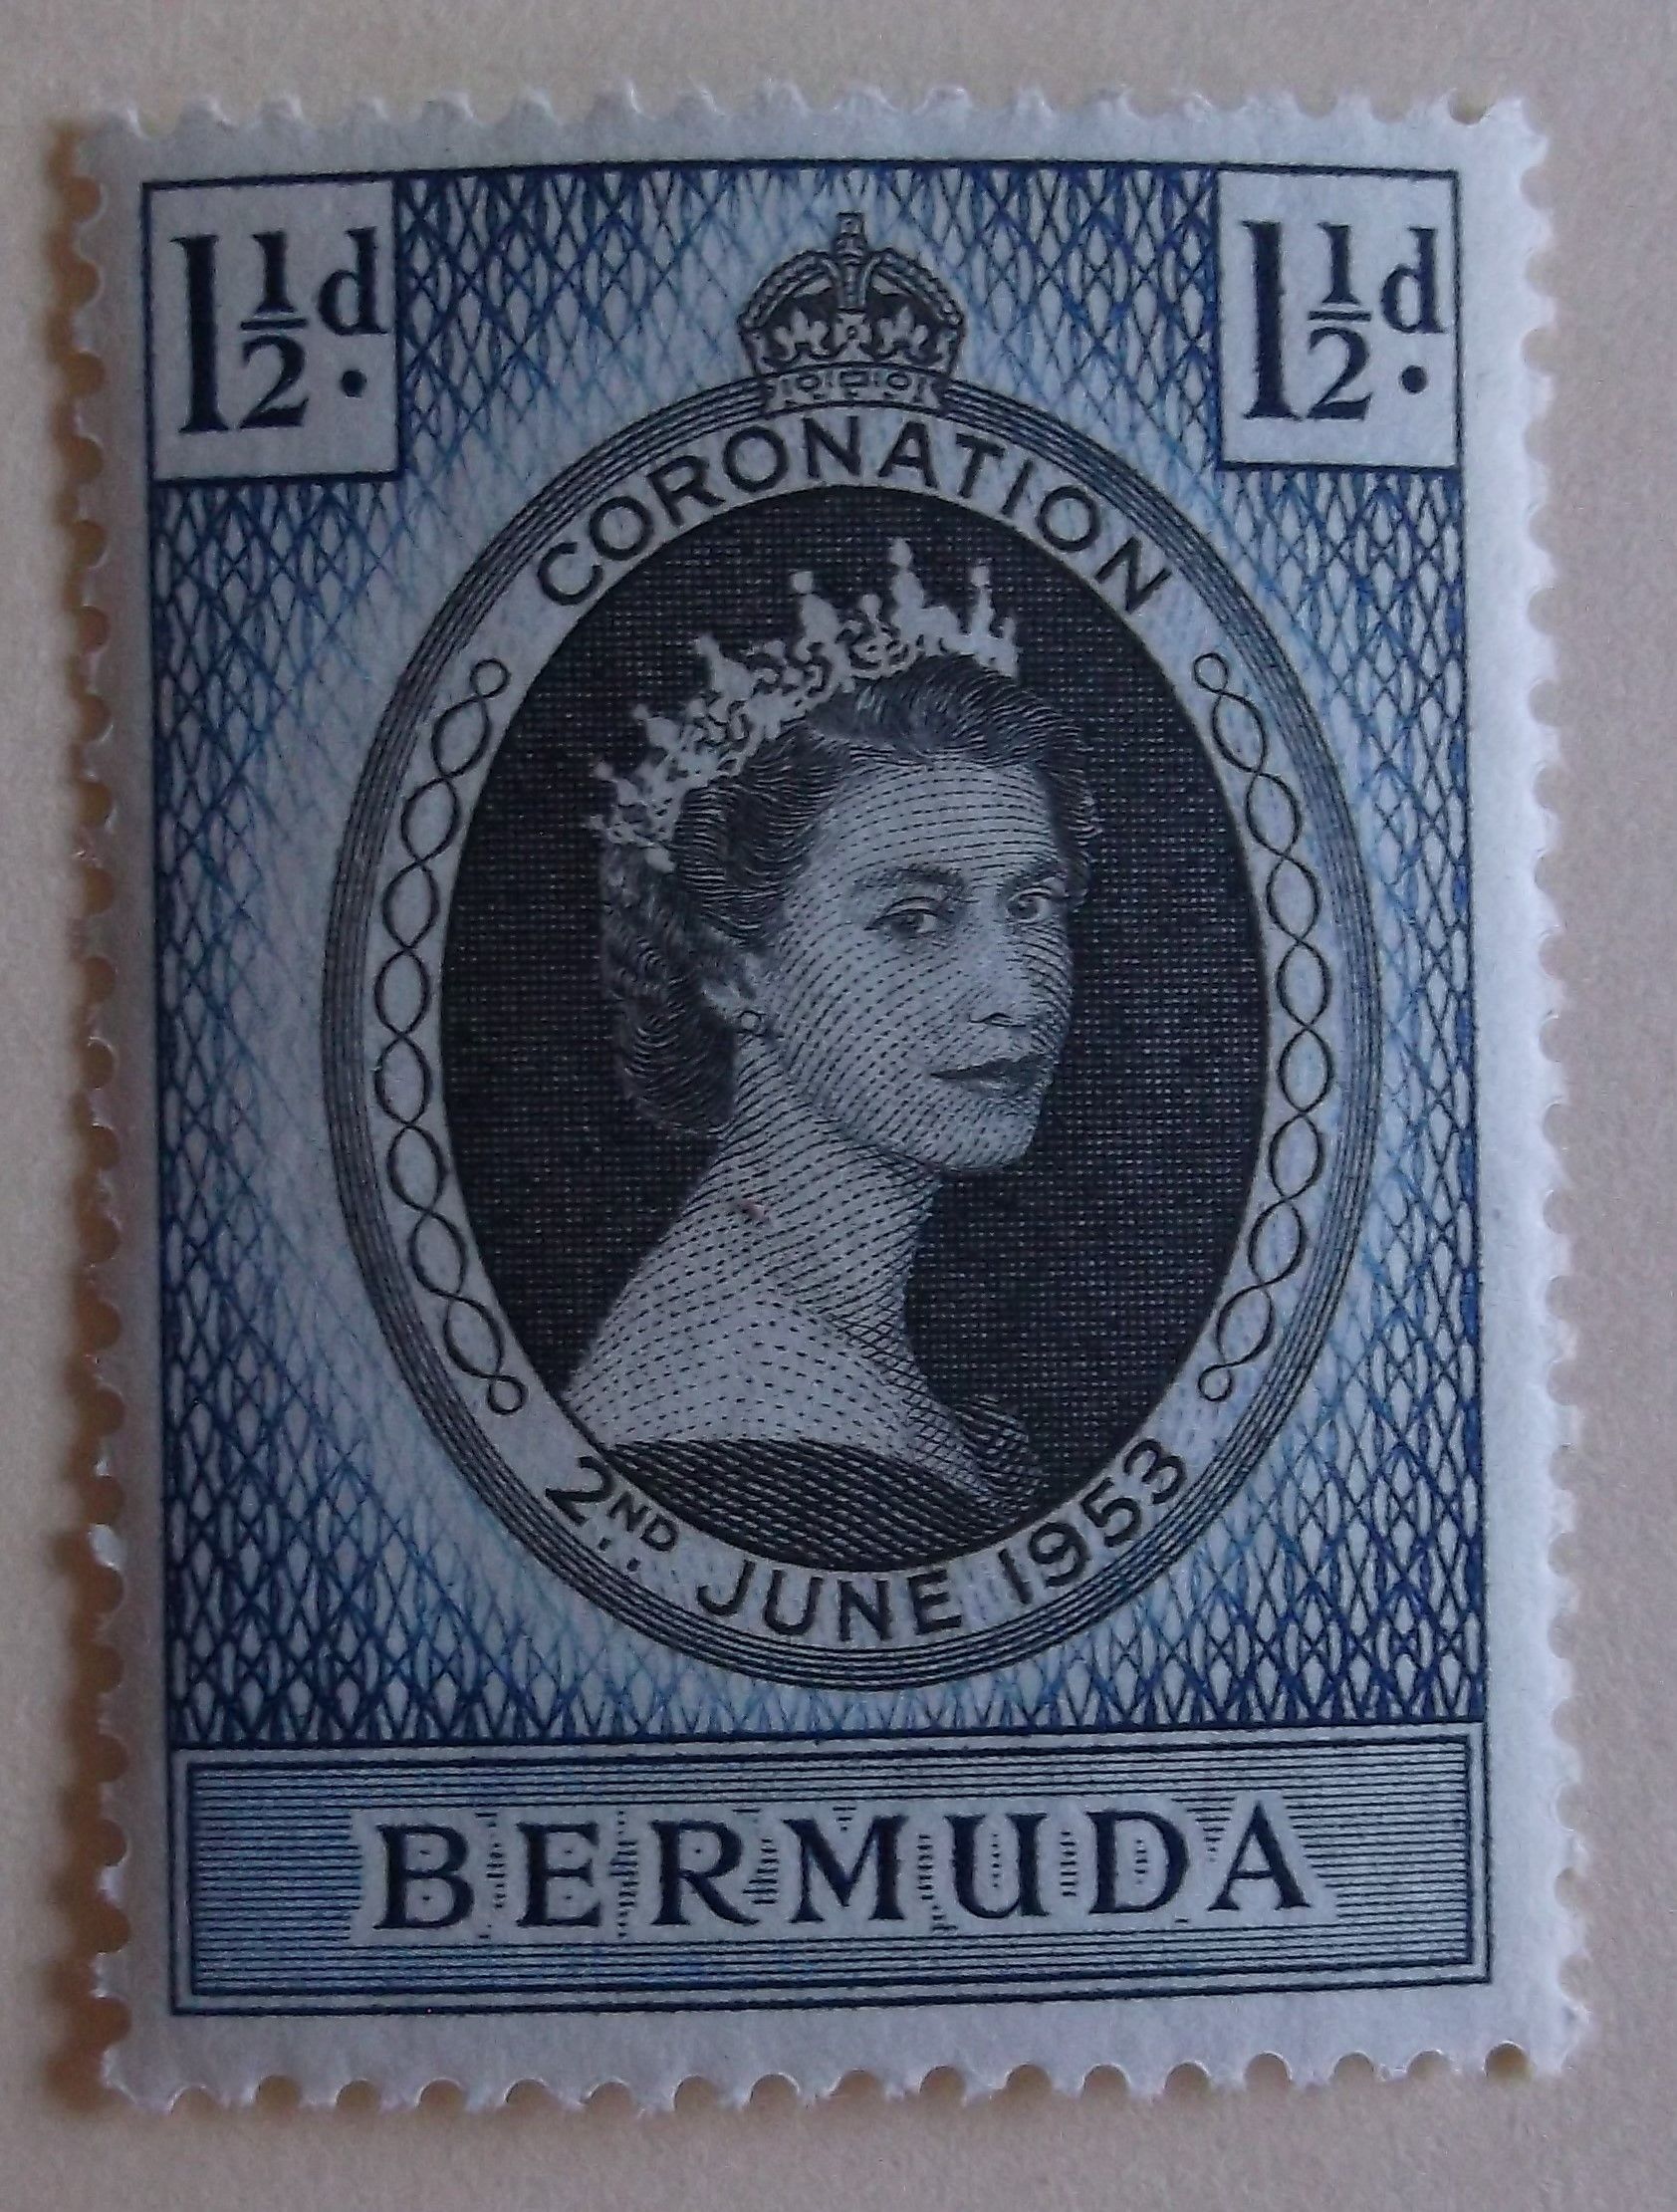 1½d.
1½d.
CORONATION
2ND JUNE 1953
BERMUDA